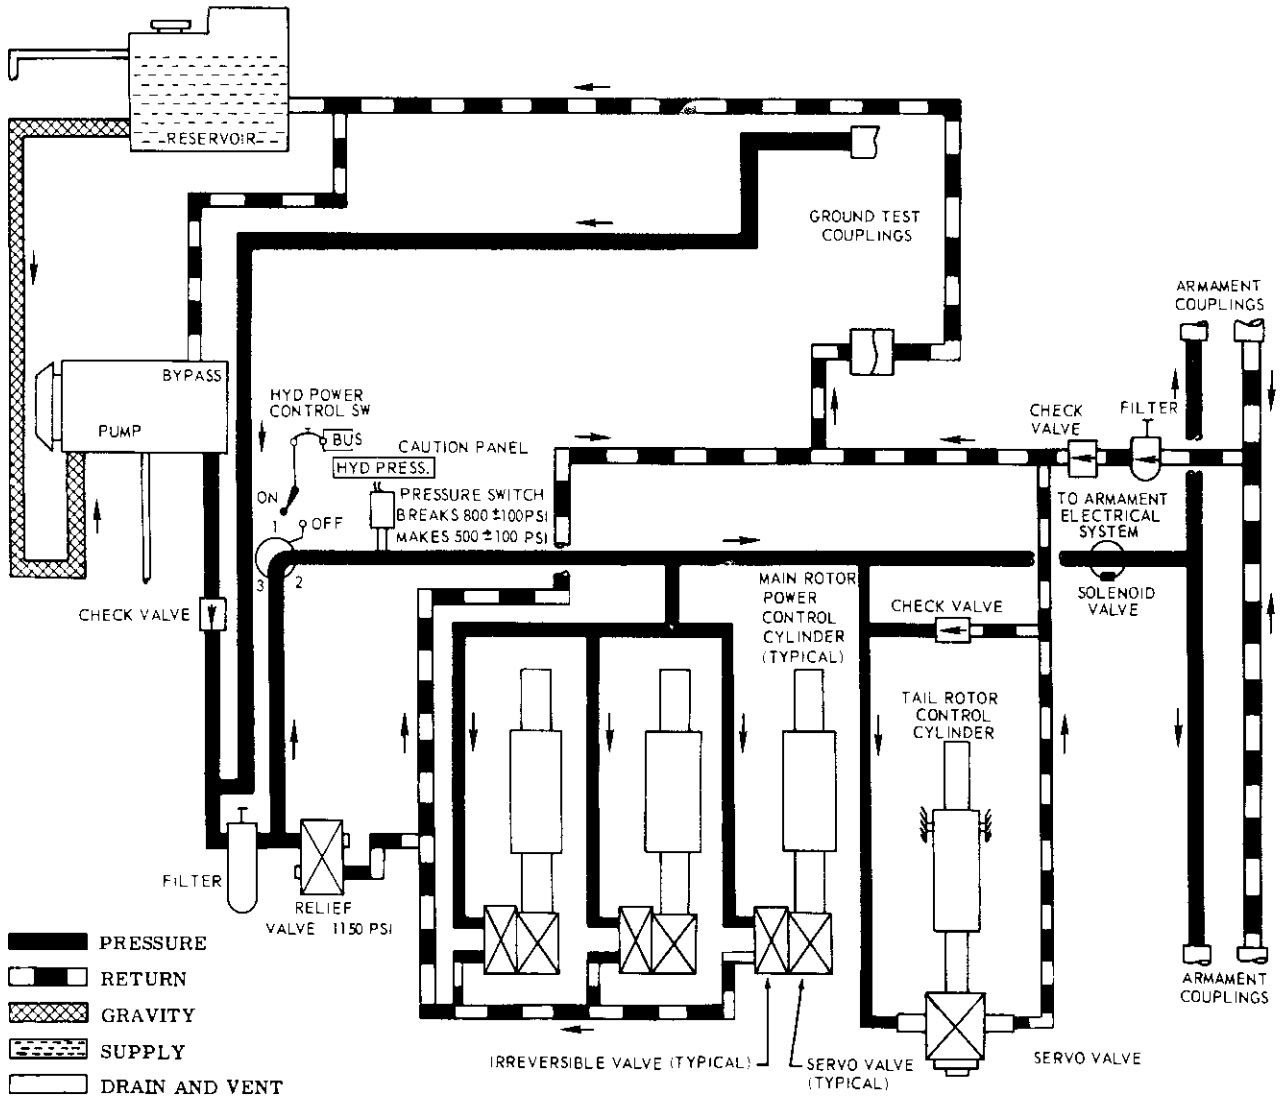 RESERVOIR
GROUND TEST
COUPLINGS
ARMAMENT
COUPLINGS
BYPASS
PUMP
HYD POWER
CONTROL SW
BUS
CAUTION PANEL
HYD PRESS.
ON
OFF
1
2
3
PRESSURE SWITCH
BREAKS 800 ±100PSI
MAKES 500 ±100 PSI
CHECK
VALVE
FILTER
TO ARMAMENT
ELECTRICAL
SYSTEM
SOLENOID
VALVE
MAIN ROTOR
POWER
CONTROL
CYLINDER
(TYPICAL)
CHECK VALVE
CHECK VALVE
TAIL ROTOR
CONTROL
CYLINDER
FILTER
RELIEF
VALVE 1150 PSI
ARMAMENT
COUPLINGS
IRREVERSIBLE VALVE (TYPICAL)
SERVO VALVE
(TYPICAL)
SERVO VALVE
PRESSURE
RETURN
GRAVITY
SUPPLY
DRAIN AND VENT